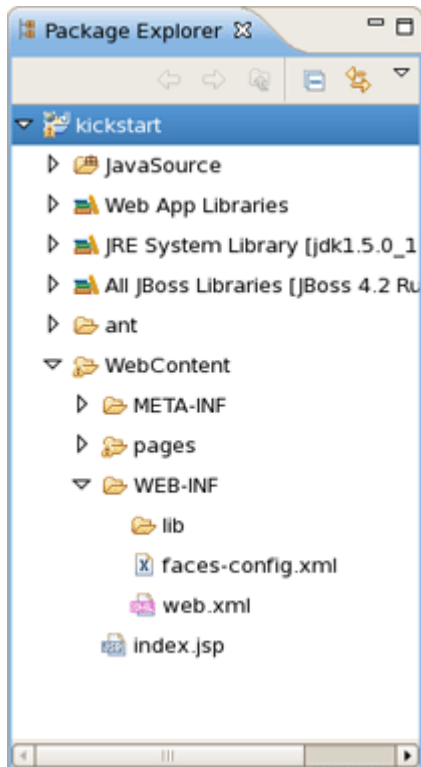 Package Explorer
kickstart
JavaSource
Web App Libraries
JRE System Library [jdk1.5.0_1
All JBoss Libraries [JBoss 4.2 Ru
ant
WebContent
META-INF
pages
WEB-INF
lib
faces-config.xml
web.xml
index.jsp